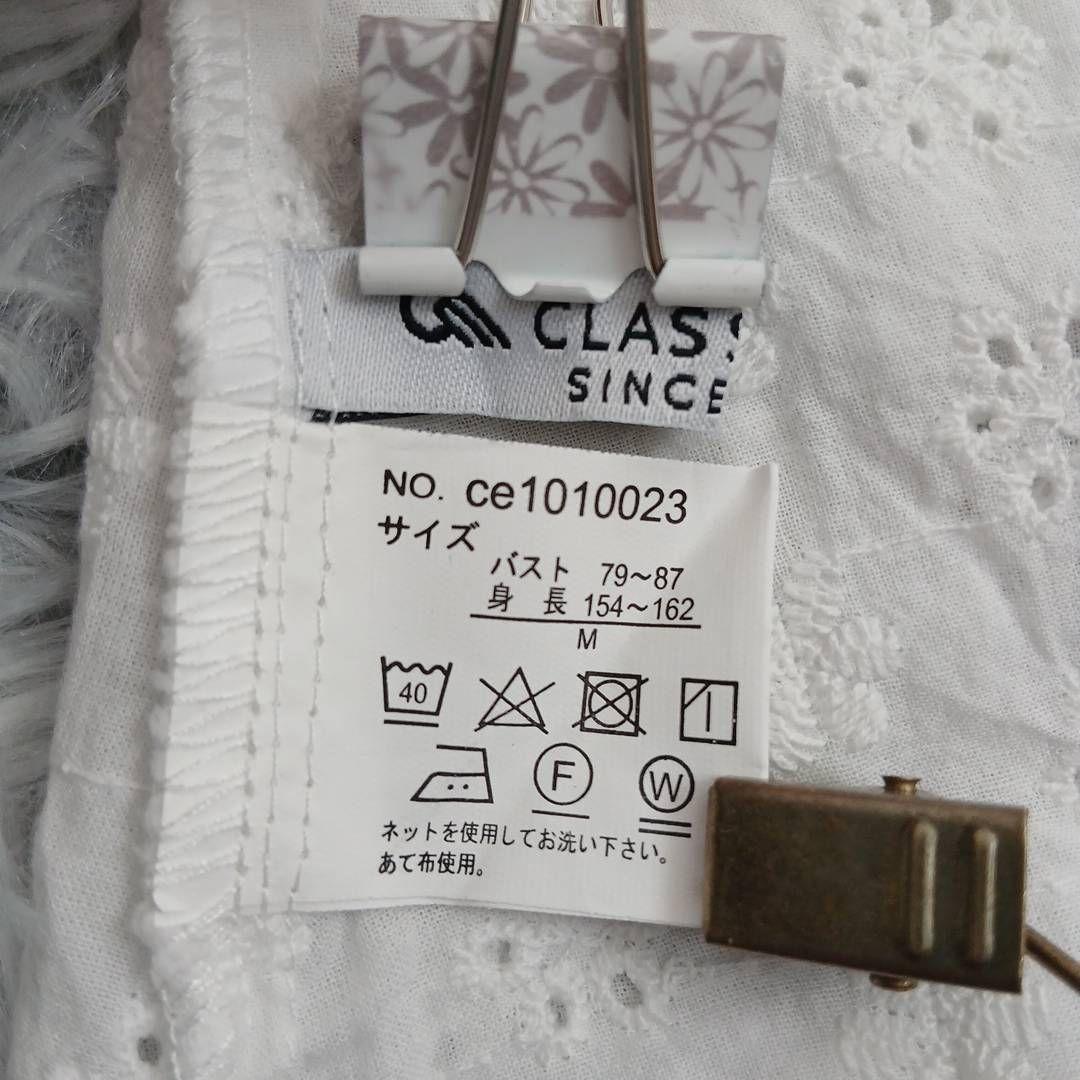 CLASS
SINCE
NO. ce1010023
サイズ
バスト 79～87
身 長 154～162
M
40
F
W
ネットを使用してお洗い下さい。
あて布使用。